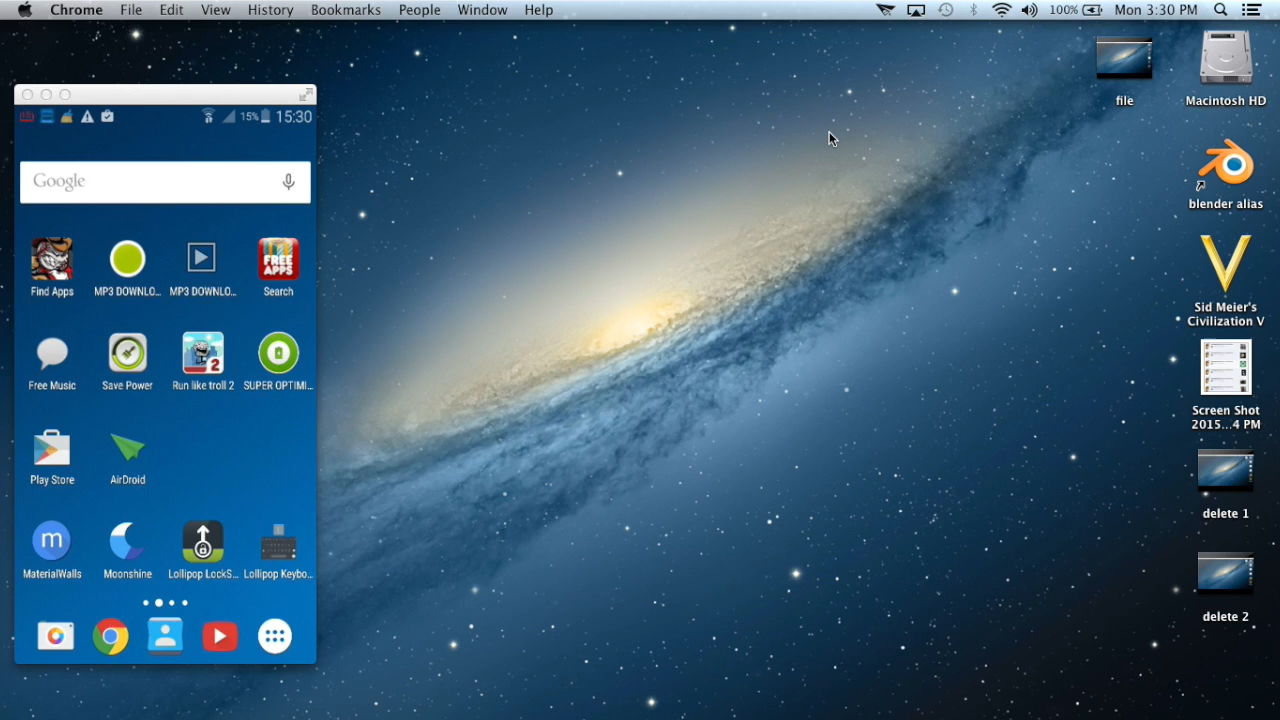 Chrome File Edit View History Bookmarks People Window Help
100% Mon 3:30 PM
15% 15:30
Google
Find Apps MP3 DOWNLO... MP3 DOWNLO... Search
FREE APPS
Free Music Save Power Run like troll 2 SUPER OPTIMI...
2
Play Store AirDroid
m
MaterialWalls Moonshine Lollipop LockS... Lollipop Keybo...
file
Macintosh HD
blender alias
Sid Meier's
Civilization V
Screen Shot
2015...4 PM
delete 1
delete 2